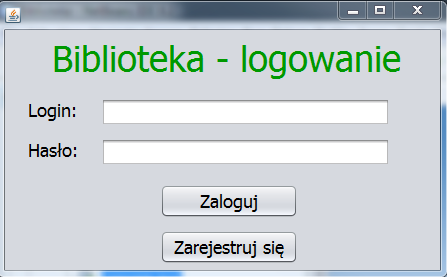 Biblioteka - logowanie
Login:
Hasło:
Zaloguj
Zarejestruj się